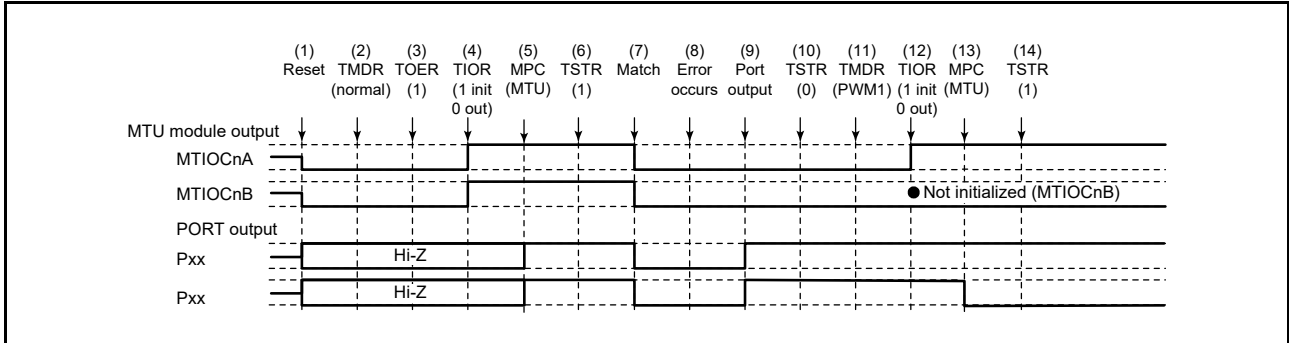 (1) (2) (3) (4) (5) (6) (7) (8) (9) (10) (11) (12) (13) (14)
Reset TMDR TOER TIOR MPC TSTR Match Error Port TSTR TMDR TIOR MPC TSTR
(normal) (1) (1 init (MTU) (1) occurs output (0) (PWM1) (1 init (MTU) (1)
0 out) 0 out)
MTU module output
MTIOCnA
MTIOCnB
Not initialized (MTIOCnB)
PORT output
Pxx
Hi-Z
Pxx
Hi-Z